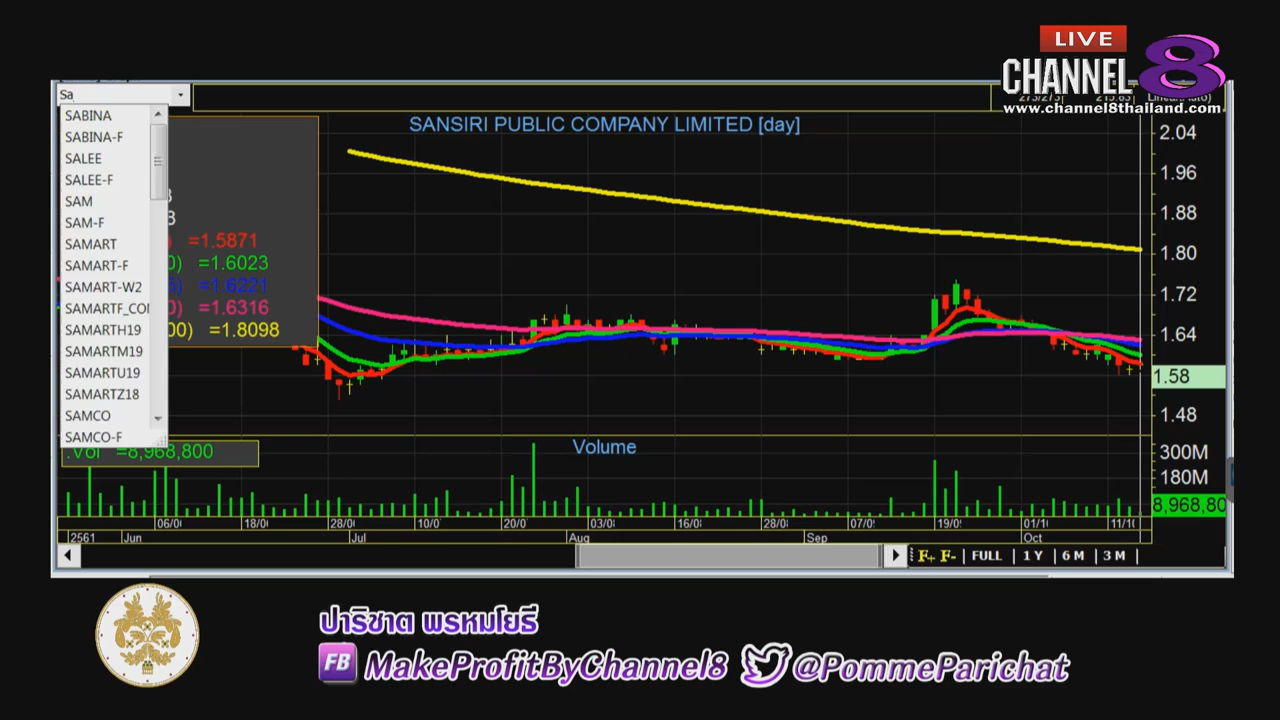 LIVE
CHANNEL 8
www.channel8thailand.com
Sa
SABINA
SABINA-F
SALEE
SALEE-F
SAM
SAM-F
SAMART
SAMART-F
SAMART-W2
SAMARTF_CO
SAMARTH19
SAMARTM19
SAMARTU19
SAMARTZ18
SAMCO
SAMCO-F
=1.5871
=1.6023
=1.6221
=1.6316
00) =1.8098
SANSIRI PUBLIC COMPANY LIMITED [day]
2.04
1.96
1.88
1.80
1.72
1.64
1.58
1.48
.Vol =8,968,800
Volume
300M
180M
8,968,80
06/0 18/0 28/0 10/0 20/0 03/0 16/0 28/0 07/0 19/0 01/1 11/10
2561 Jun Jul Aug Sep Oct
F+ F- | FULL | 1 Y | 6 M | 3 M |
ปาริชาต พรหมโยธี
FB MakeProfitByChannel8 @PommeParichat